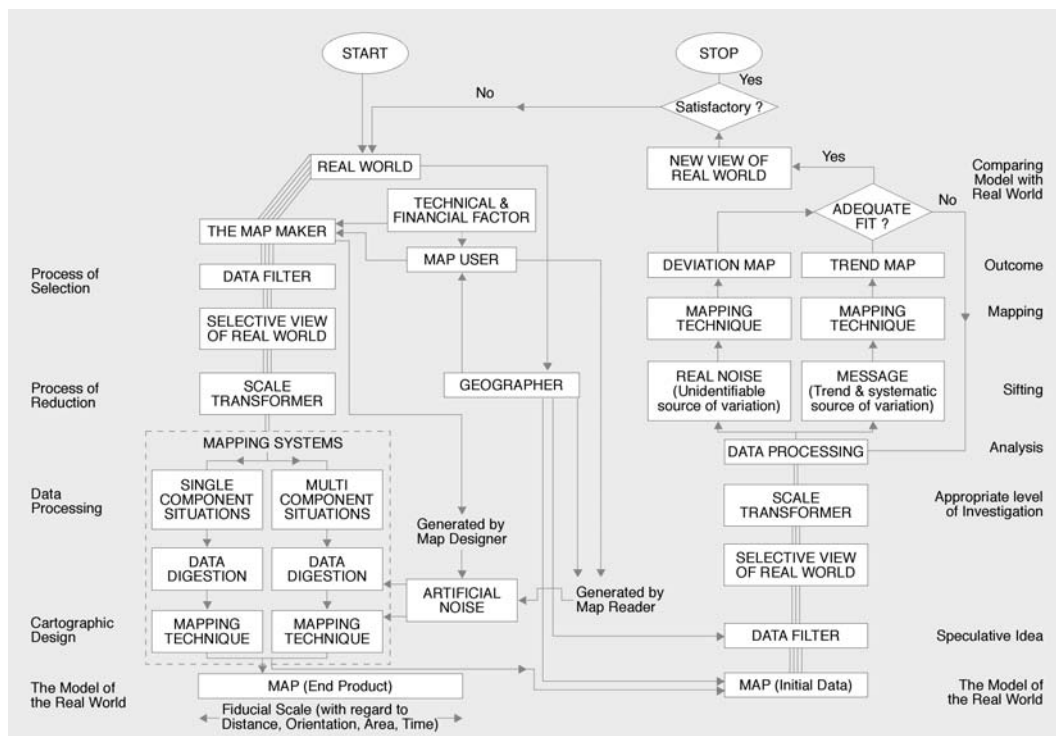 START
STOP
Yes
Satisfactory ?
No
REAL WORLD
NEW VIEW OF
REAL WORLD
Yes
Comparing
Model with
Real World
TECHNICAL &
FINANCIAL FACTOR
ADEQUATE
FIT ?
No
THE MAP MAKER
MAP USER
Process of
Selection
DATA FILTER
DEVIATION MAP
TREND MAP
Outcome
SELECTIVE VIEW
OF REAL WORLD
MAPPING
TECHNIQUE
MAPPING
TECHNIQUE
Mapping
Process of
Reduction
SCALE
TRANSFORMER
GEOGRAPHER
REAL NOISE
(Unidentifiable
source of variation)
MESSAGE
(Trend & systematic
source of variation)
Sifting
MAPPING SYSTEMS
DATA PROCESSING
Analysis
Data
Processing
SINGLE
COMPONENT
SITUATIONS
MULTI
COMPONENT
SITUATIONS
Generated by
Map Designer
SCALE
TRANSFORMER
Appropriate level
of Investigation
DATA
DIGESTION
DATA
DIGESTION
ARTIFICIAL
NOISE
Generated by
Map Reader
SELECTIVE VIEW
OF REAL WORLD
Cartographic
Design
MAPPING
TECHNIQUE
MAPPING
TECHNIQUE
DATA FILTER
Speculative Idea
The Model of
the Real World
MAP (End Product)
MAP (Initial Data)
The Model of
the Real World
Fiducial Scale (with regard to
Distance, Orientation, Area, Time)